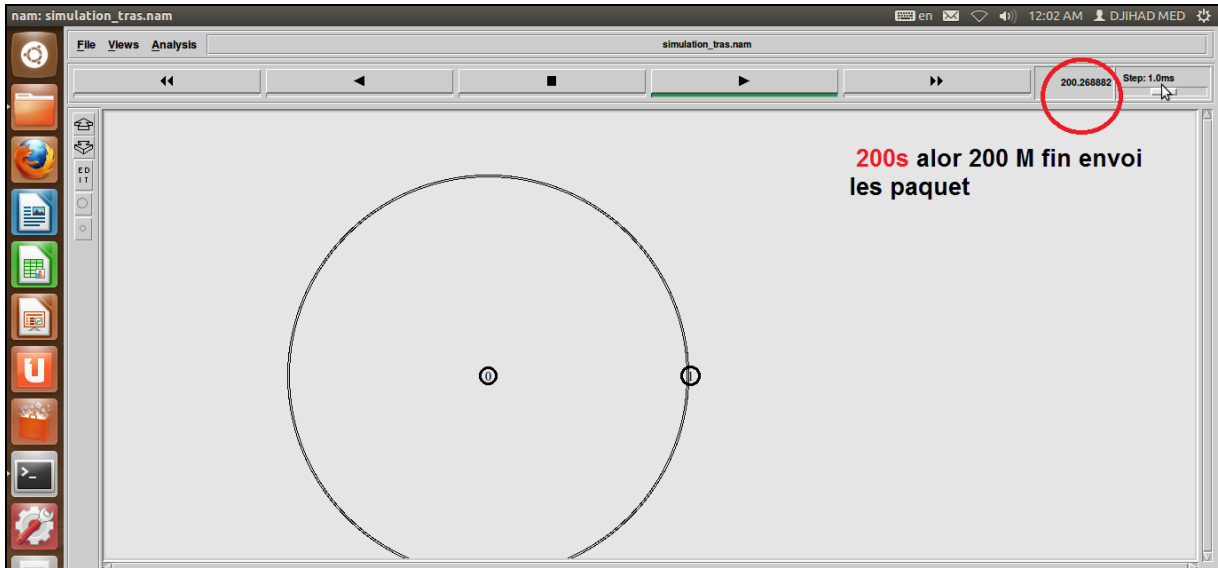 nam: simulation_tras.nam
en
12:02 AM
DJIHAD MED
File Views Analysis
simulation_tras.nam
200.268882
Step: 1.0ms
ED
IT
200s alor 200 M fin envoi
les paquet
0
1